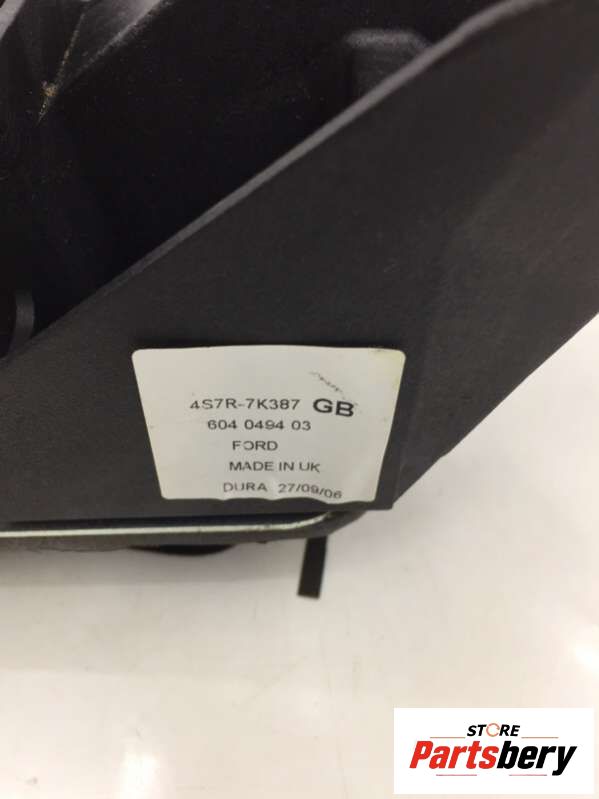 4S7R-7K387 GB
604 0494 03
FORD
MADE IN UK
DURA 27/09/06
STORE
Partsbery